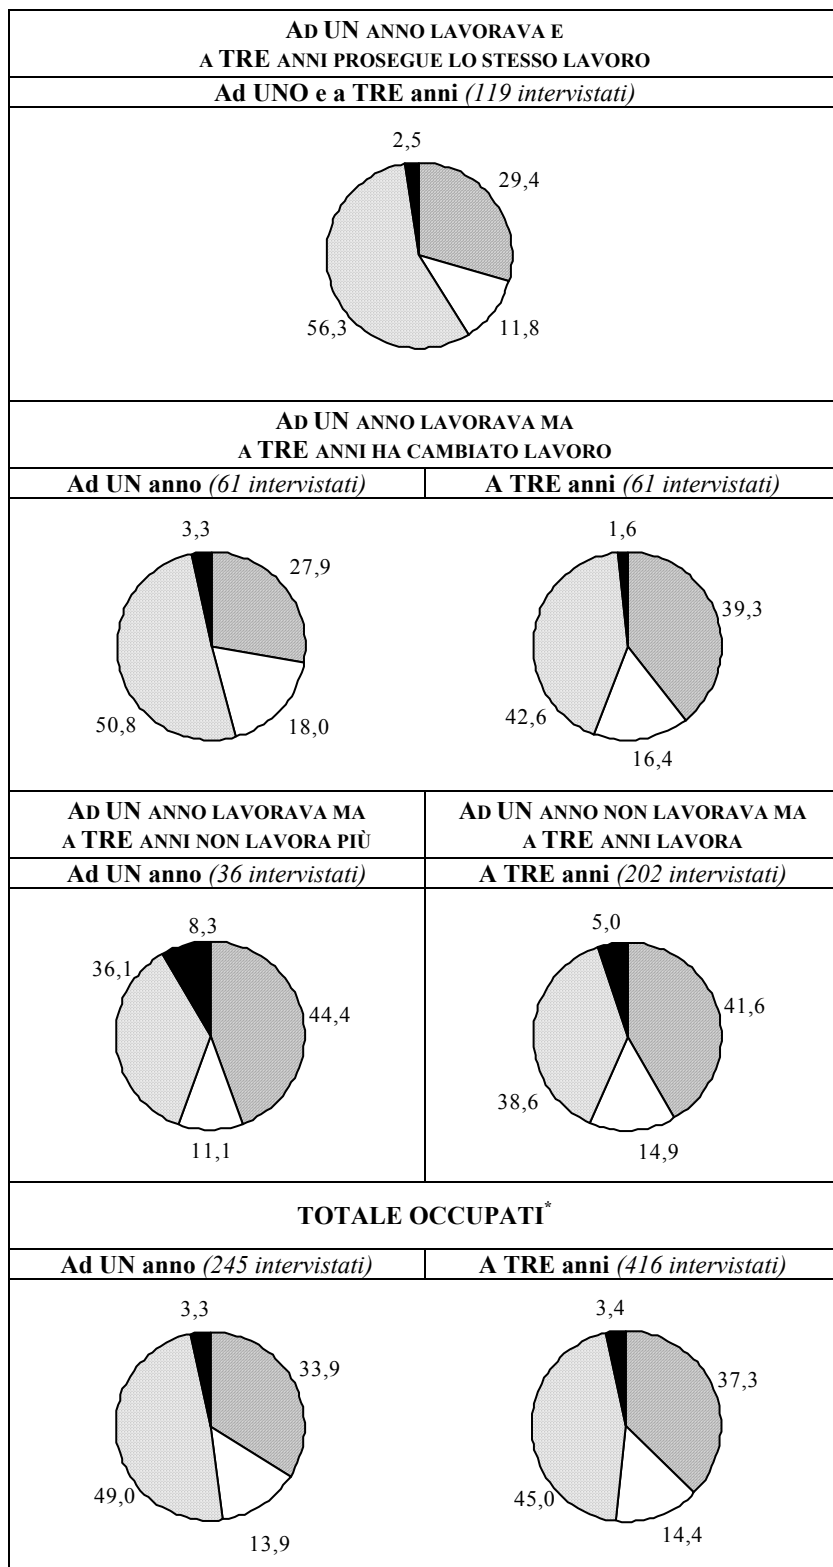 AD UN ANNO LAVORAVA E
A TRE ANNI PROSEGUE LO STESSO LAVORO
Ad UNO e a TRE anni (119 intervistati)
2,5
29,4
56,3
11,8
AD UN ANNO LAVORAVA MA
A TRE ANNI HA CAMBIATO LAVORO
Ad UN anno (61 intervistati)
A TRE anni (61 intervistati)
3,3
27,9
50,8
18,0
1,6
39,3
42,6
16,4
AD UN ANNO LAVORAVA MA
A TRE ANNI NON LAVORA PIÙ
Ad UN anno (36 intervistati)
8,3
36,1
44,4
11,1
AD UN ANNO NON LAVORAVA MA
A TRE ANNI LAVORA
A TRE anni (202 intervistati)
5,0
41,6
38,6
14,9
TOTALE OCCUPATI*
Ad UN anno (245 intervistati)
A TRE anni (416 intervistati)
3,3
33,9
49,0
13,9
3,4
37,3
45,0
14,4